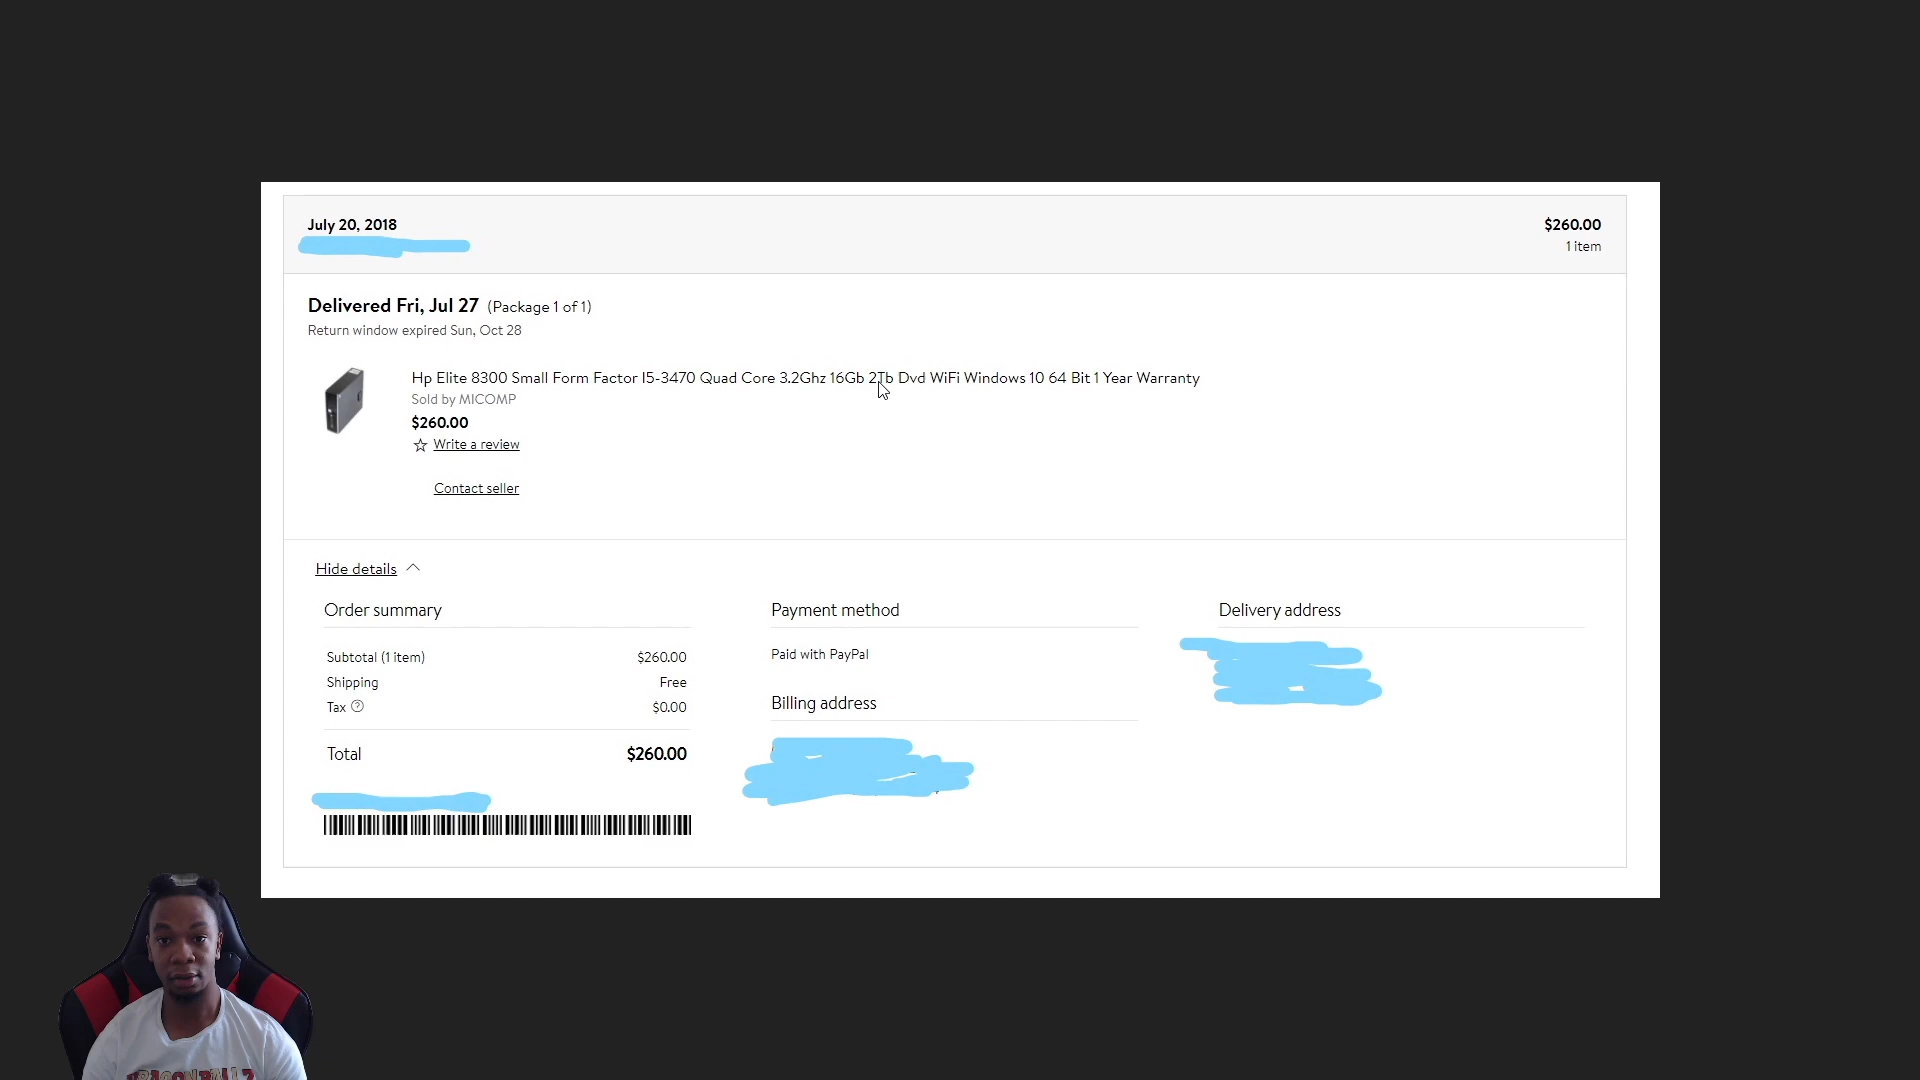 July 20, 2018
$260.00
1 item
Delivered Fri, Jul 27 (Package 1 of 1)
Return window expired Sun, Oct 28
Hp Elite 8300 Small Form Factor I5-3470 Quad Core 3.2Ghz 16Gb 2Tb Dvd WiFi Windows 10 64 Bit 1 Year Warranty
Sold by MICOMP
$260.00
Write a review
Contact seller
Hide details
Order summary
Subtotal (1 item) $260.00
Shipping Free
Tax $0.00
Total $260.00
Payment method
Paid with PayPal
Billing address
Delivery address